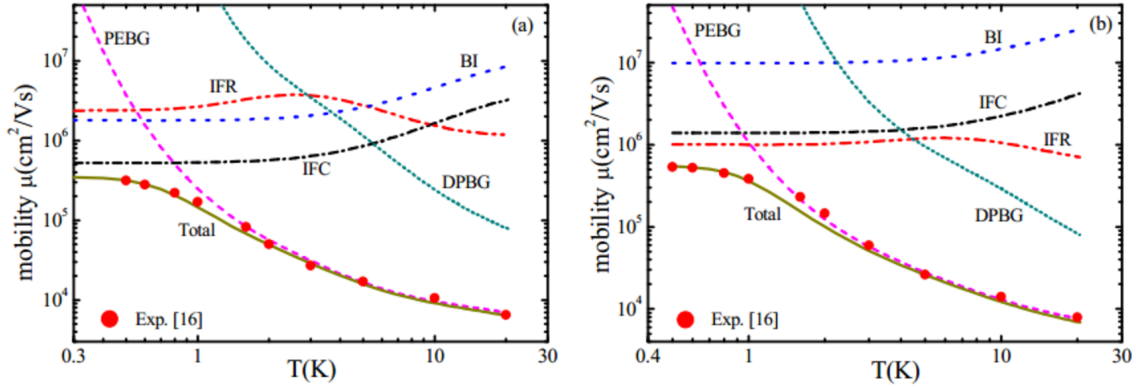 (a)
PEBG
BI
IFR
IFC
DPBG
Total
Exp. [16]
mobility μ(cm²/Vs)
10⁷
10⁶
10⁵
10⁴
0.3 1 10 30
T(K)
(b)
PEBG
BI
IFC
IFR
DPBG
Total
Exp. [16]
mobility μ(cm²/Vs)
10⁷
10⁶
10⁵
10⁴
0.4 1 10 30
T(K)